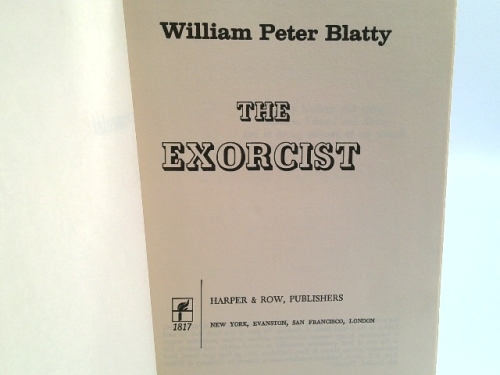 William Peter Blatty
THE
EXORCIST
HARPER & ROW, PUBLISHERS
NEW YORK, EVANSTON, SAN FRANCISCO, LONDON
1817